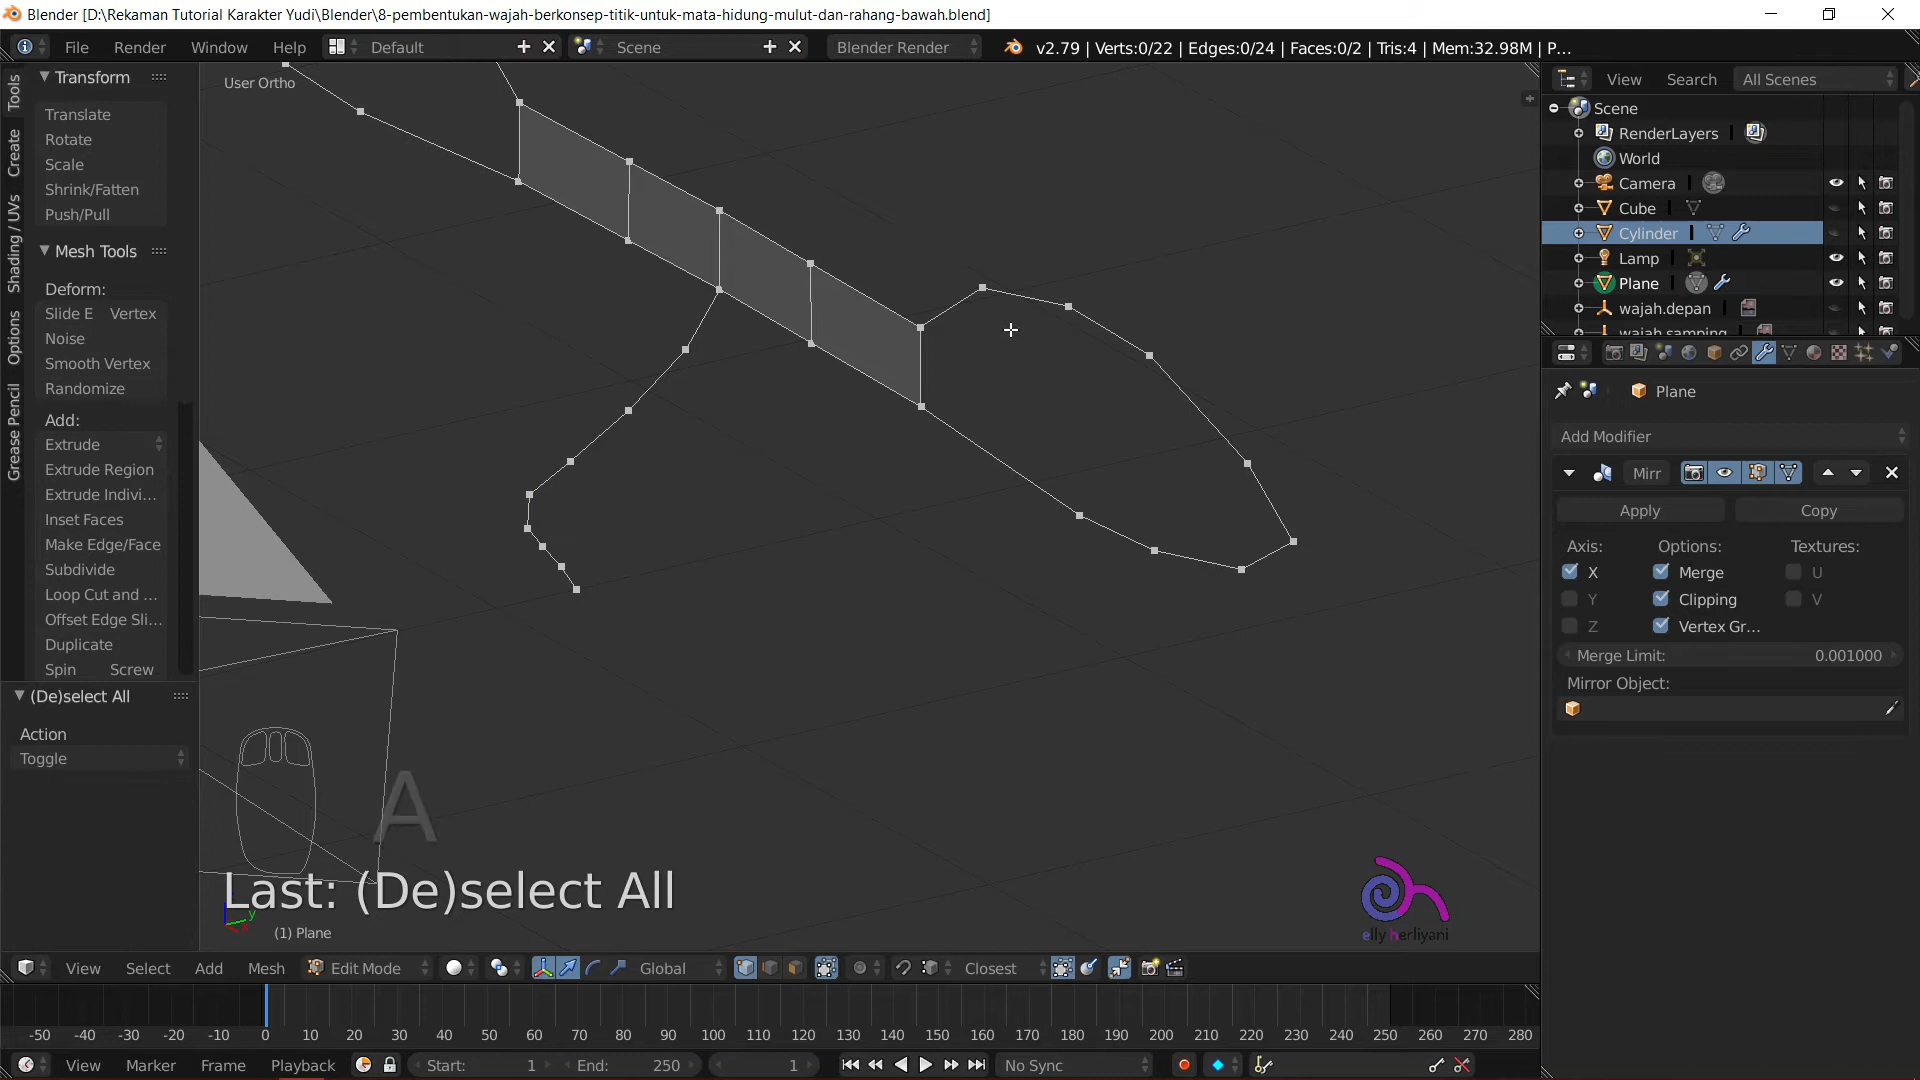 Blender [D:\Rekaman Tutorial Karakter Yudi\Blender\8-pembentukan-wajah-berkonsep-titik-untuk-mata-hidung-mulut-dan-rahang-bawah.blend]
File Render Window Help Default Scene Blender Render v2.79 | Verts:0/22 | Edges:0/24 | Faces:0/2 | Tris:4 | Mem:32.98M | P...
Tools
Create
Shading / UVs
Options
Grease Pencil
Transform
Translate
Rotate
Scale
Shrink/Fatten
Push/Pull
Mesh Tools
Deform:
Slide E Vertex
Noise
Smooth Vertex
Randomize
Add:
Extrude
Extrude Region
Extrude Indivi...
Inset Faces
Make Edge/Face
Subdivide
Loop Cut and ...
Offset Edge Sli...
Duplicate
Spin Screw
(De)select All
Action
Toggle
User Ortho
A
Last: (De)select All
y
x
(1) Plane
elly herliyani
View Search All Scenes
Scene
RenderLayers
World
Camera
Cube
Cylinder
Lamp
Plane
wajah.depan
wajah.samping
Plane
Add Modifier
Mirr
Apply Copy
Axis: Options: Textures:
X Merge U
Y Clipping V
Z Vertex Gr...
Merge Limit: 0.001000
Mirror Object:
View Select Add Mesh Edit Mode Global Closest
-50 -40 -30 -20 -10 0 10 20 30 40 50 60 70 80 90 100 110 120 130 140 150 160 170 180 190 200 210 220 230 240 250 260 270 280
View Marker Frame Playback Start: 1 End: 250 1 No Sync